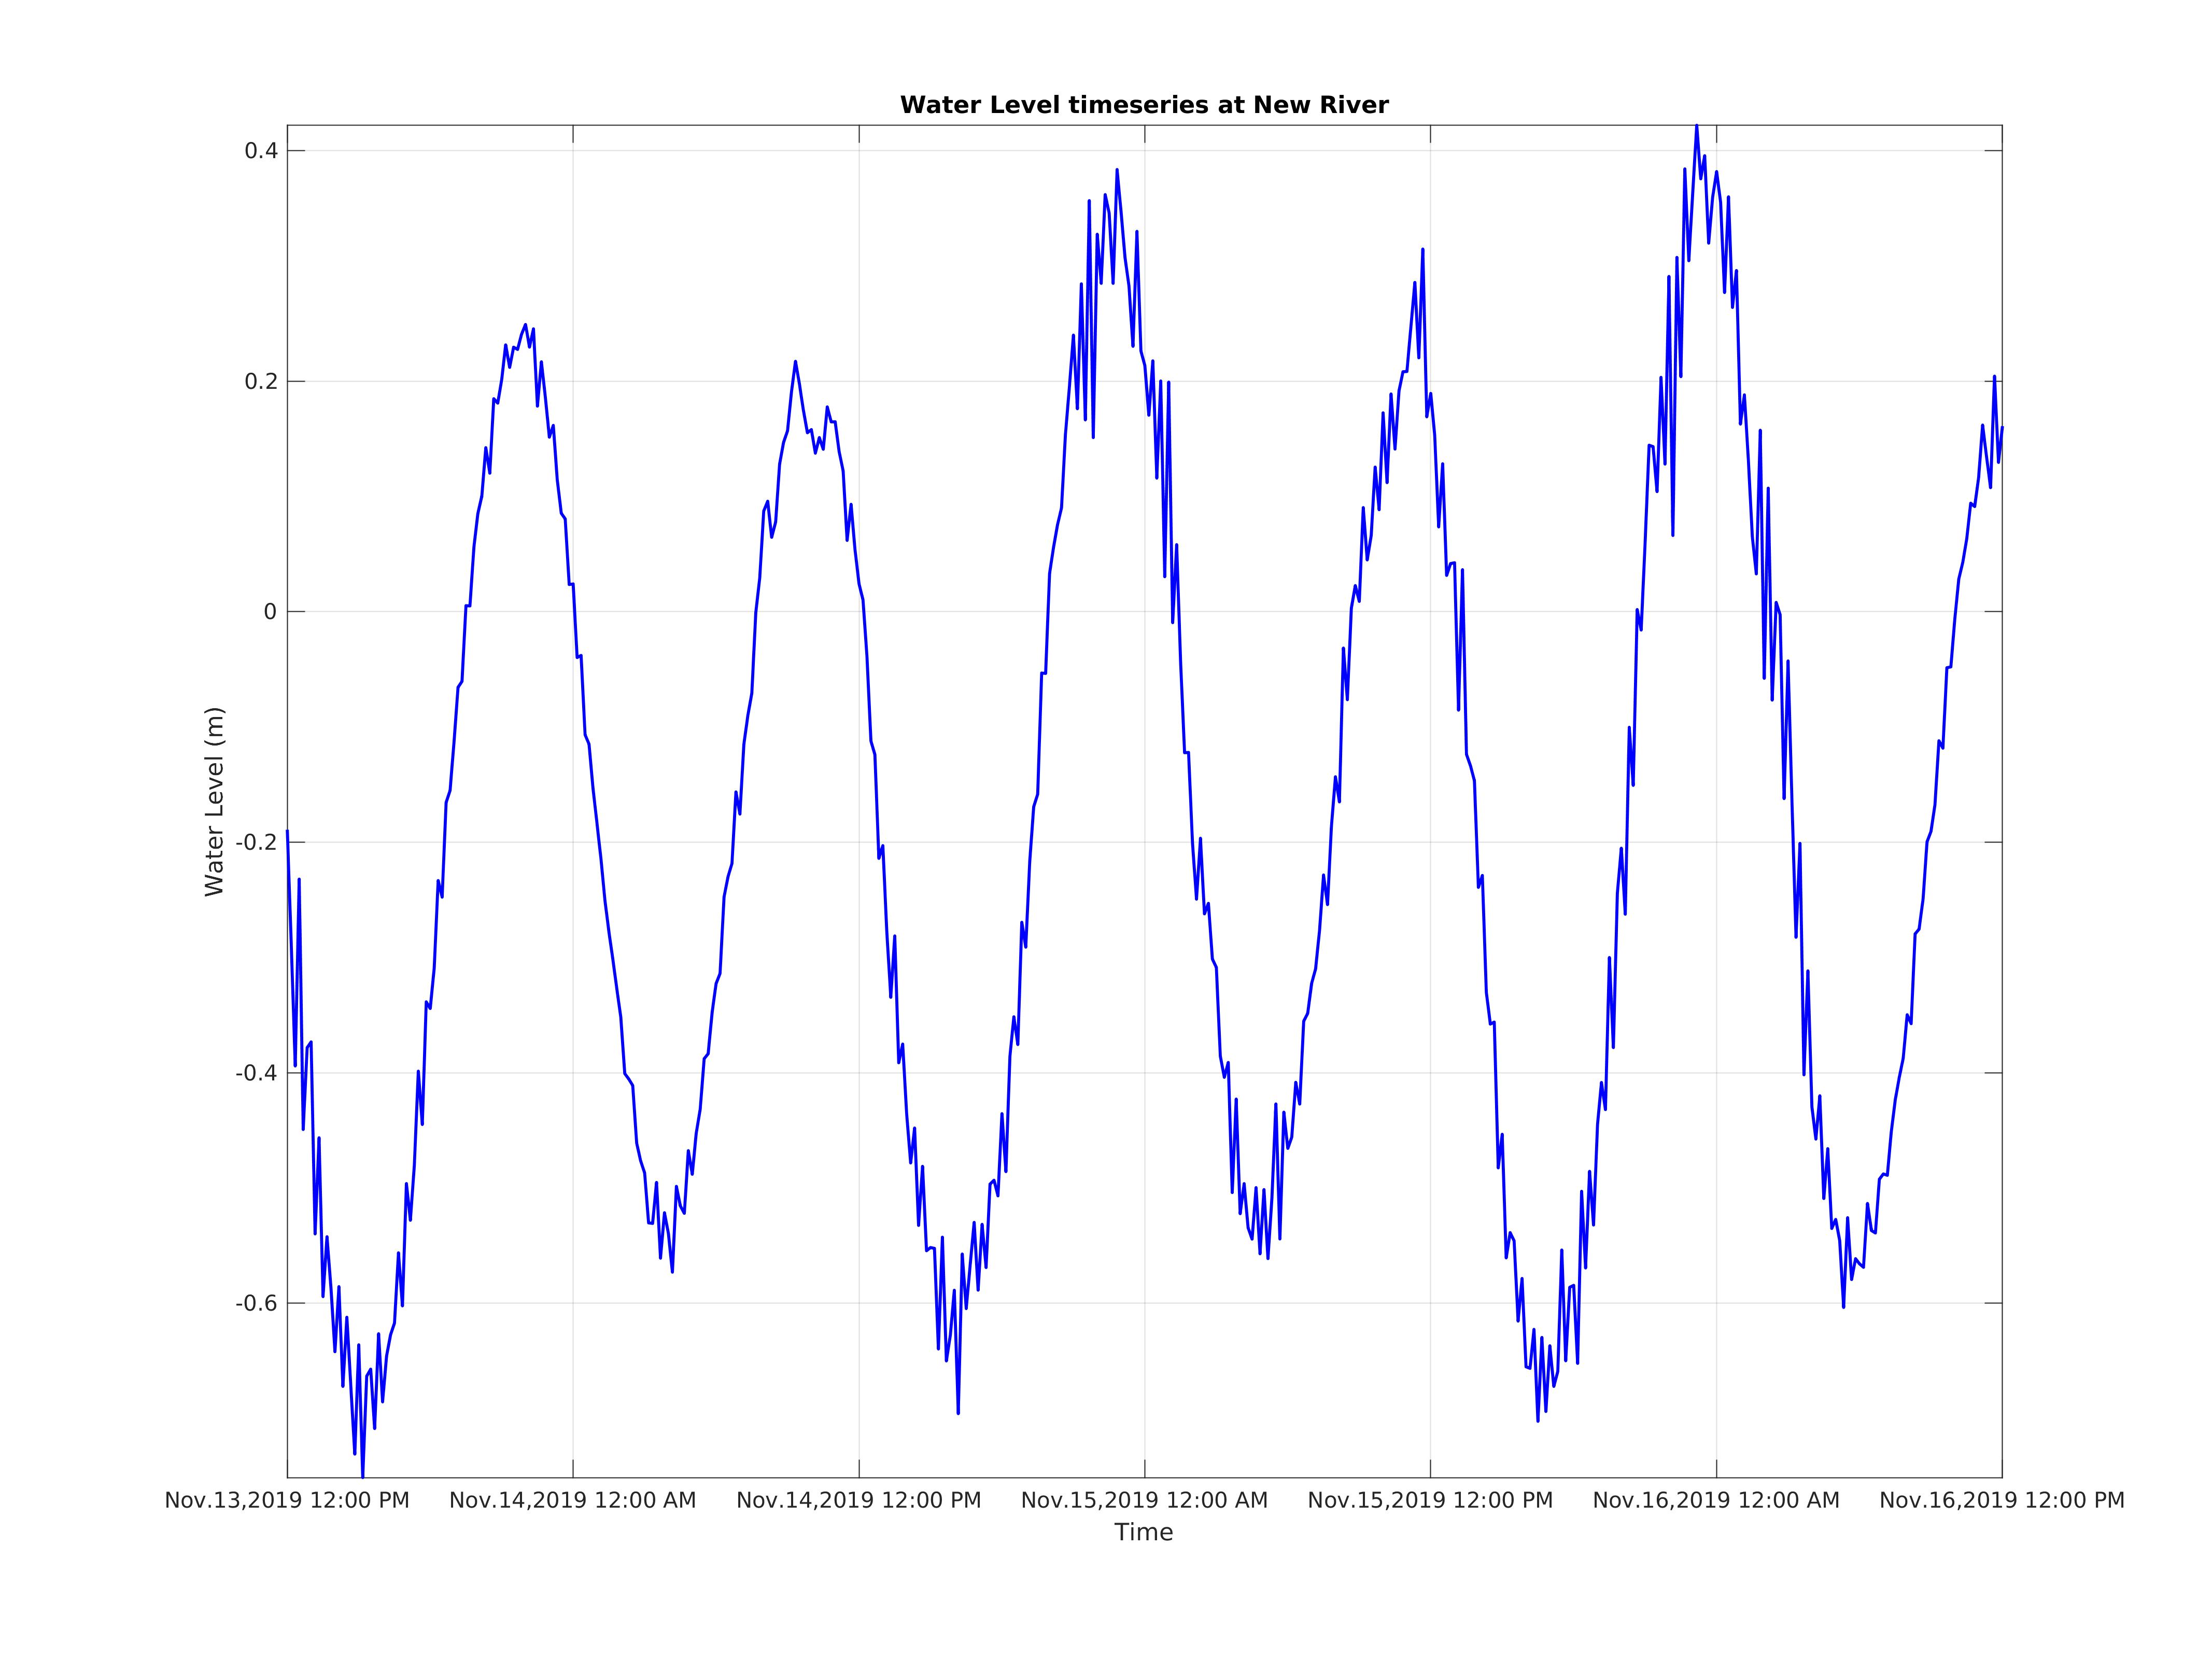 Water Level timeseries at New River
0.4
0.2
0
-0.2
-0.4
-0.6
Water Level (m)
Nov.13,2019 12:00 PM Nov.14,2019 12:00 AM Nov.14,2019 12:00 PM Nov.15,2019 12:00 AM Nov.15,2019 12:00 PM Nov.16,2019 12:00 AM Nov.16,2019 12:00 PM
Time